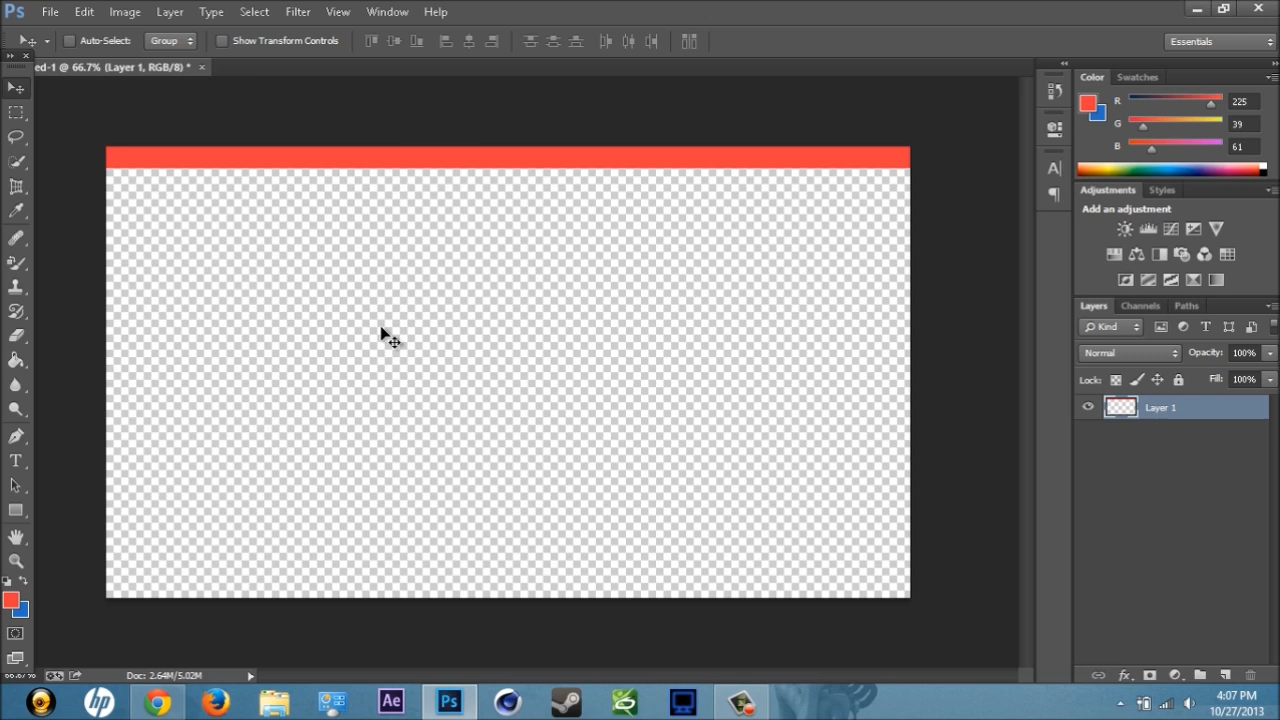 Ps File Edit Image Layer Type Select Filter View Window Help
Auto-Select: Group Show Transform Controls Essentials
ed-1 @ 66.7% (Layer 1, RGB/8) * ×
Color Swatches
R 225
G 39
B 61
Adjustments Styles
Add an adjustment
Layers Channels Paths
Kind
Normal Opacity: 100%
Lock: Fill: 100%
Layer 1
Doc: 2.64M/5.02M
fx
hp Ae Ps
4:07 PM
10/27/2013